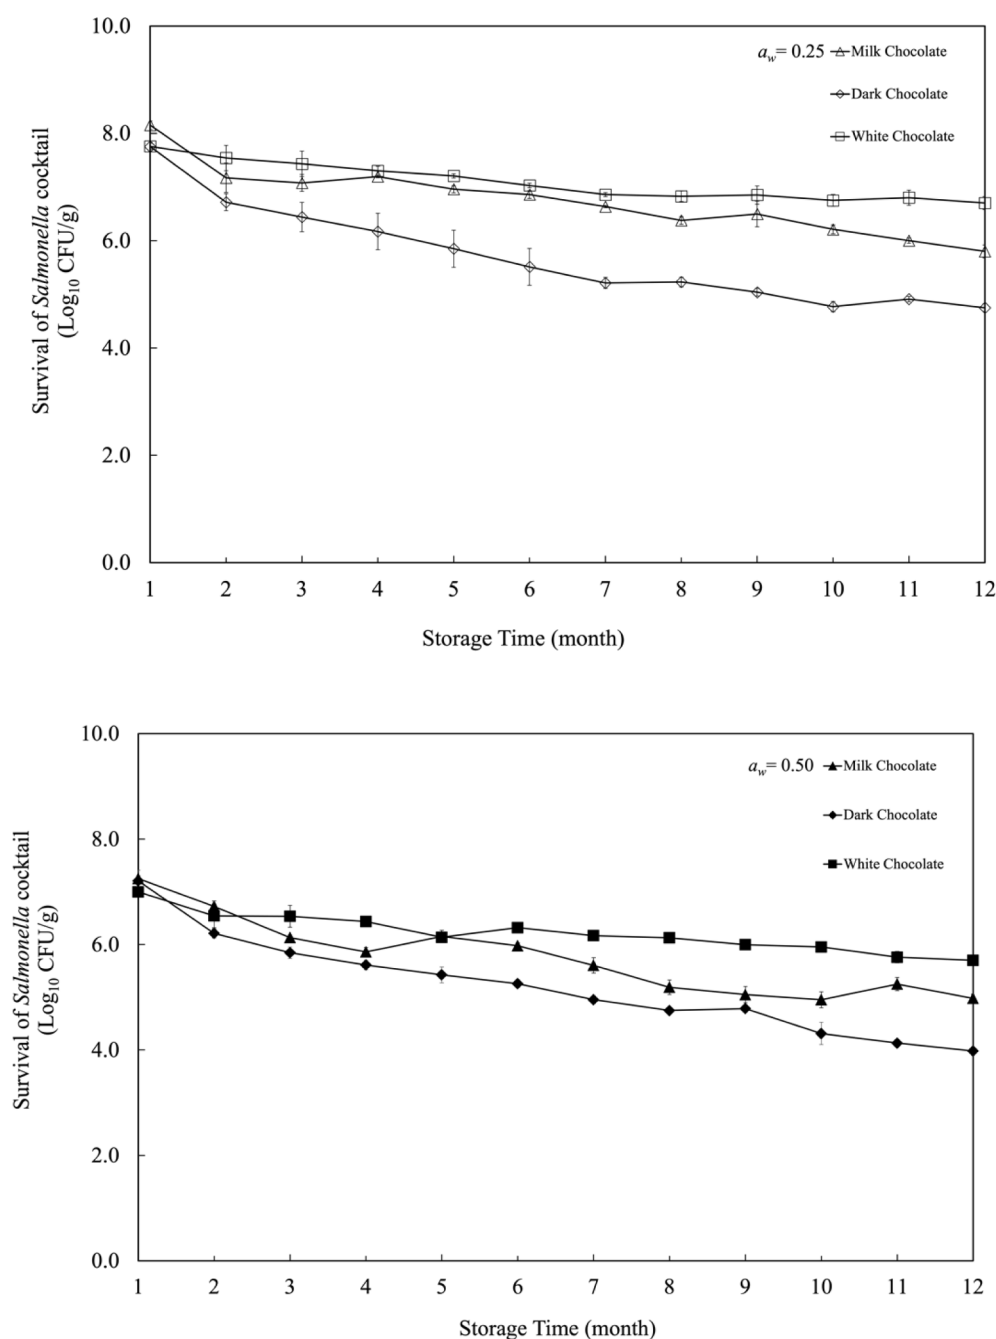 10.0
8.0
6.0
4.0
2.0
0.0
Survival of Salmonella cocktail
(Log₁₀ CFU/g)
a_w= 0.25 Milk Chocolate
Dark Chocolate
White Chocolate
1 2 3 4 5 6 7 8 9 10 11 12
Storage Time (month)
10.0
8.0
6.0
4.0
2.0
0.0
Survival of Salmonella cocktail
(Log₁₀ CFU/g)
a_w= 0.50 Milk Chocolate
Dark Chocolate
White Chocolate
1 2 3 4 5 6 7 8 9 10 11 12
Storage Time (month)